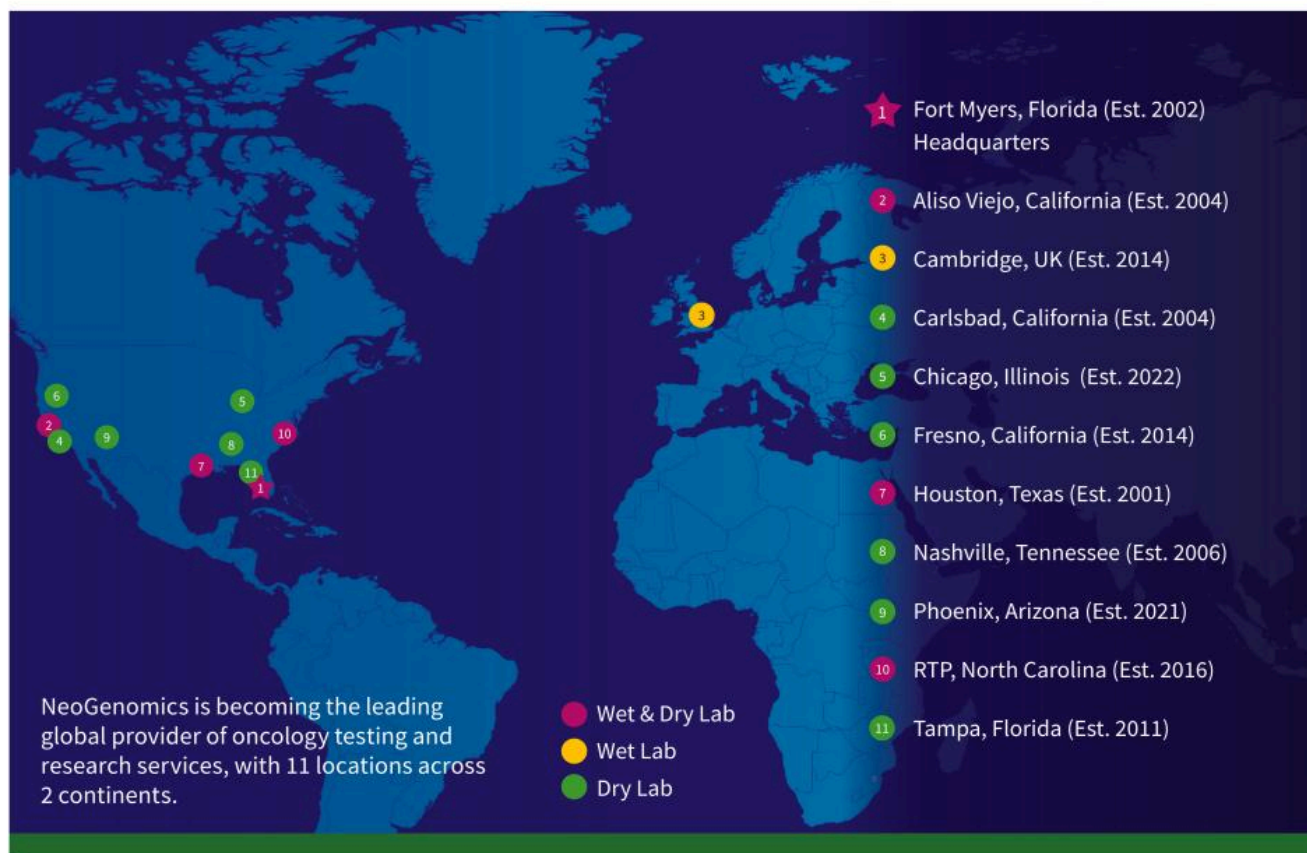 1 Fort Myers, Florida (Est. 2002)
Headquarters
2 Aliso Viejo, California (Est. 2004)
3 Cambridge, UK (Est. 2014)
4 Carlsbad, California (Est. 2004)
5 Chicago, Illinois (Est. 2022)
6 Fresno, California (Est. 2014)
7 Houston, Texas (Est. 2001)
8 Nashville, Tennessee (Est. 2006)
9 Phoenix, Arizona (Est. 2021)
10 RTP, North Carolina (Est. 2016)
11 Tampa, Florida (Est. 2011)
3
6
5
2
4
9
8
10
7
11
1
NeoGenomics is becoming the leading
global provider of oncology testing and
research services, with 11 locations across
2 continents.
Wet & Dry Lab
Wet Lab
Dry Lab